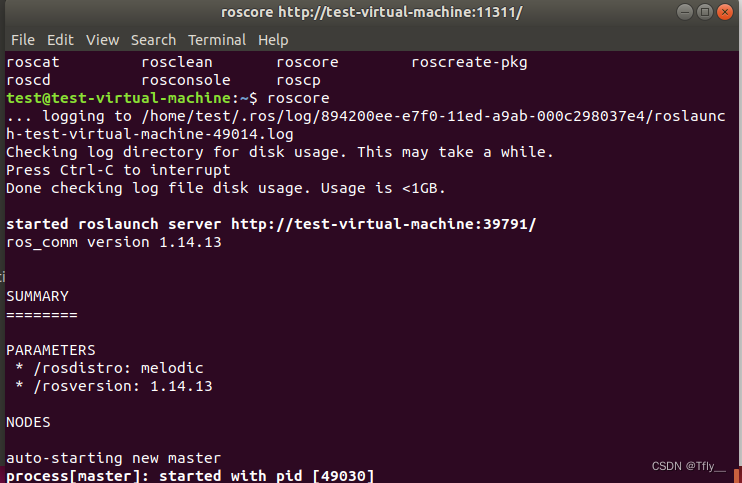 roscore http://test-virtual-machine:11311/
File Edit View Search Terminal Help
roscat rosclean roscore roscreate-pkg
roscd rosconsole roscp
test@test-virtual-machine:~$ roscore
... logging to /home/test/.ros/log/894200ee-e7f0-11ed-a9ab-000c298037e4/roslaunc
h-test-virtual-machine-49014.log
Checking log directory for disk usage. This may take a while.
Press Ctrl-C to interrupt
Done checking log file disk usage. Usage is <1GB.
started roslaunch server http://test-virtual-machine:39791/
ros_comm version 1.14.13
SUMMARY
========
PARAMETERS
* /rosdistro: melodic
* /rosversion: 1.14.13
NODES
auto-starting new master
process[master]: started with pid [49030]
CSDN @Tfly__